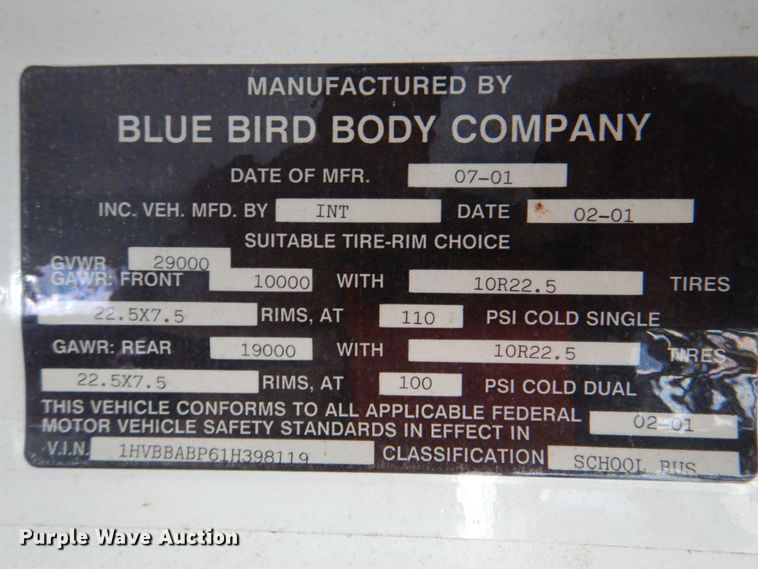 MANUFACTURED BY
BLUE BIRD BODY COMPANY
DATE OF MFR. 07-01
INC. VEH. MFD. BY INT DATE 02-01
SUITABLE TIRE-RIM CHOICE
GVWR 29000
GAWR: FRONT 10000 WITH 10R22.5 TIRES
22.5X7.5 RIMS, AT 110 PSI COLD SINGLE
GAWR: REAR 19000 WITH 10R22.5 TIRES
22.5X7.5 RIMS, AT 100 PSI COLD DUAL
THIS VEHICLE CONFORMS TO ALL APPLICABLE FEDERAL
MOTOR VEHICLE SAFETY STANDARDS IN EFFECT IN 02-01
V.I.N. 1HVBBABP61H398119 CLASSIFICATION SCHOOL BUS
Purple Wave Auction